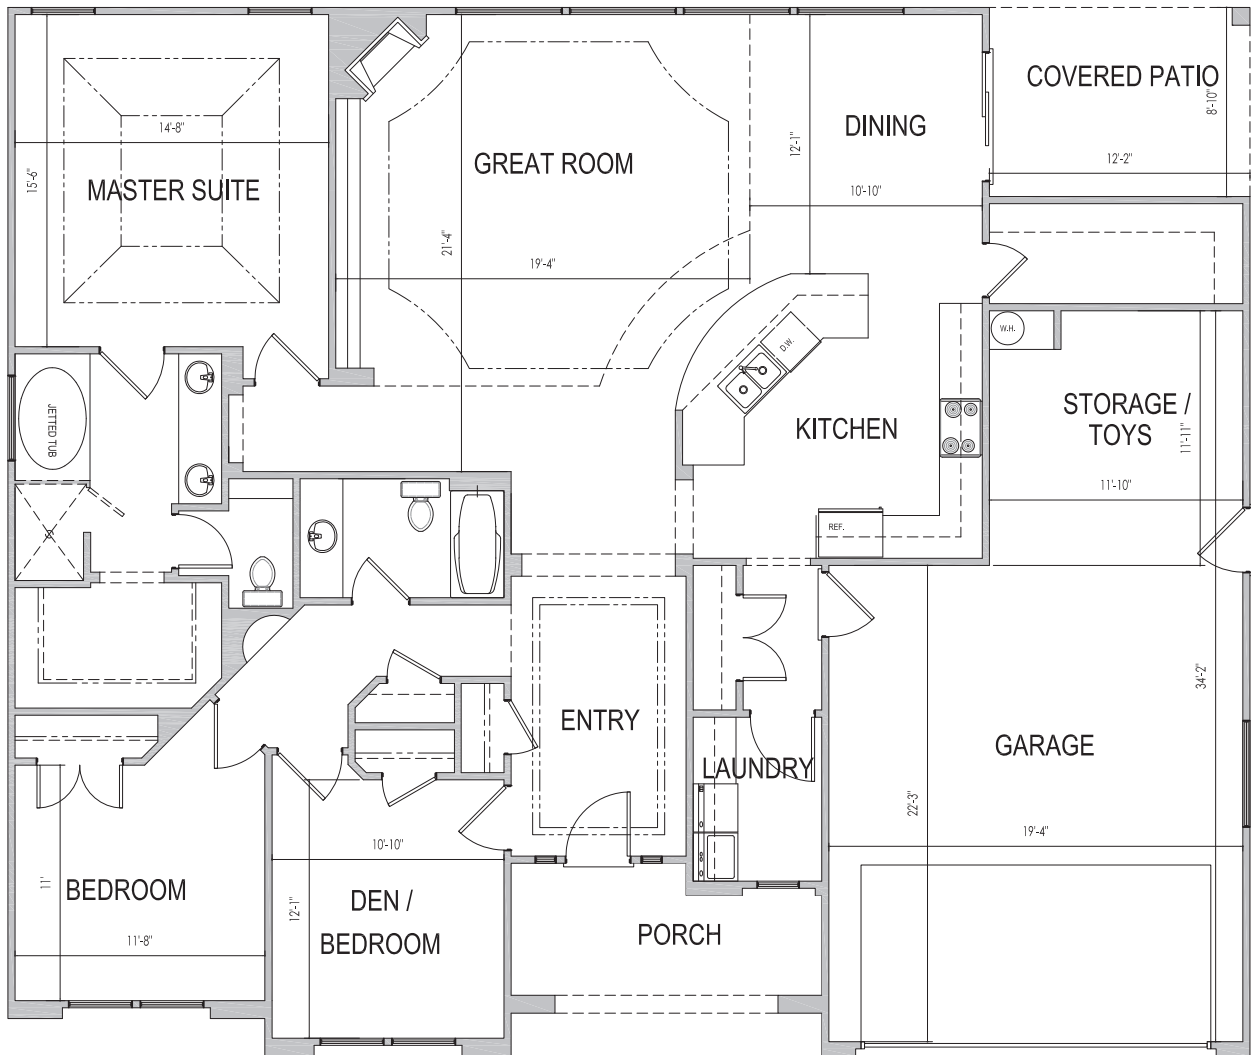 COVERED PATIO
8'-10"
12'-2"
DINING
12'-1"
10'-10"
14'-8"
15'-6"
MASTER SUITE
GREAT ROOM
21'-4"
19'-4"
W.H.
D.W.
JETTED TUB
KITCHEN
STORAGE /
TOYS
11'-11"
11'-10"
REF.
34'-2"
ENTRY
GARAGE
LAUNDRY
22'-3"
19'-4"
10'-10"
11'
BEDROOM
11'-8"
12'-1"
DEN /
BEDROOM
PORCH